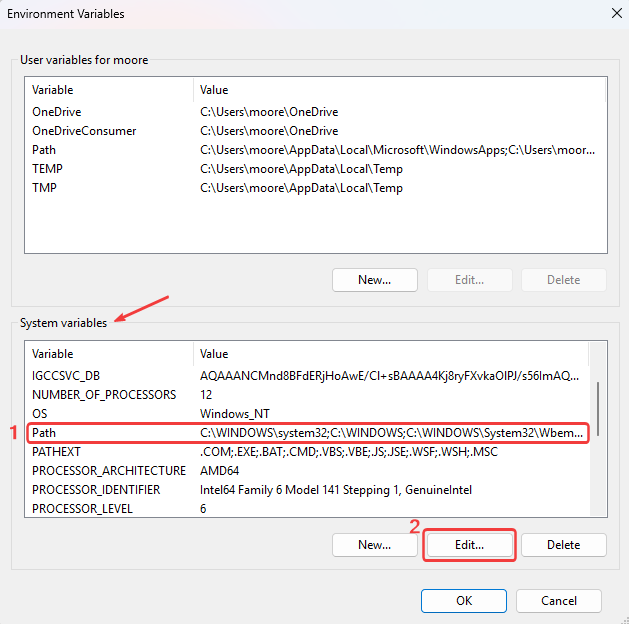 Environment Variables
User variables for moore
Variable Value
OneDrive C:\Users\moore\OneDrive
OneDriveConsumer C:\Users\moore\OneDrive
Path C:\Users\moore\AppData\Local\Microsoft\WindowsApps;C:\Users\moor...
TEMP C:\Users\moore\AppData\Local\Temp
TMP C:\Users\moore\AppData\Local\Temp
New... Edit... Delete
System variables
Variable Value
IGCCSVC_DB AQAAANCMnd8BFdERjHoAwE/Cl+sBAAAA4Kj8ryFXvkaOIPJ/s56ImAQ...
NUMBER_OF_PROCESSORS 12
OS Windows_NT
1 Path C:\WINDOWS\system32;C:\WINDOWS;C:\WINDOWS\System32\Wbem...
PATHEXT .COM;.EXE;.BAT;.CMD;.VBS;.VBE;.JS;.JSE;.WSF;.WSH;.MSC
PROCESSOR_ARCHITECTURE AMD64
PROCESSOR_IDENTIFIER Intel64 Family 6 Model 141 Stepping 1, GenuineIntel
PROCESSOR_LEVEL 6
2
New... Edit... Delete
OK Cancel